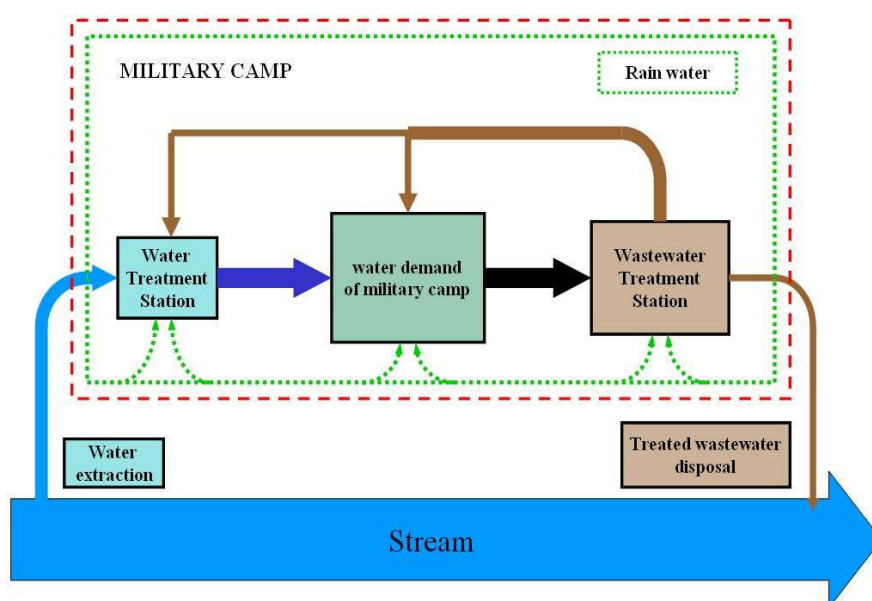 MILITARY CAMP
Rain water
Water
Treatment
Station
water demand
of military camp
Wastewater
Treatment
Station
Water
extraction
Treated wastewater
disposal
Stream